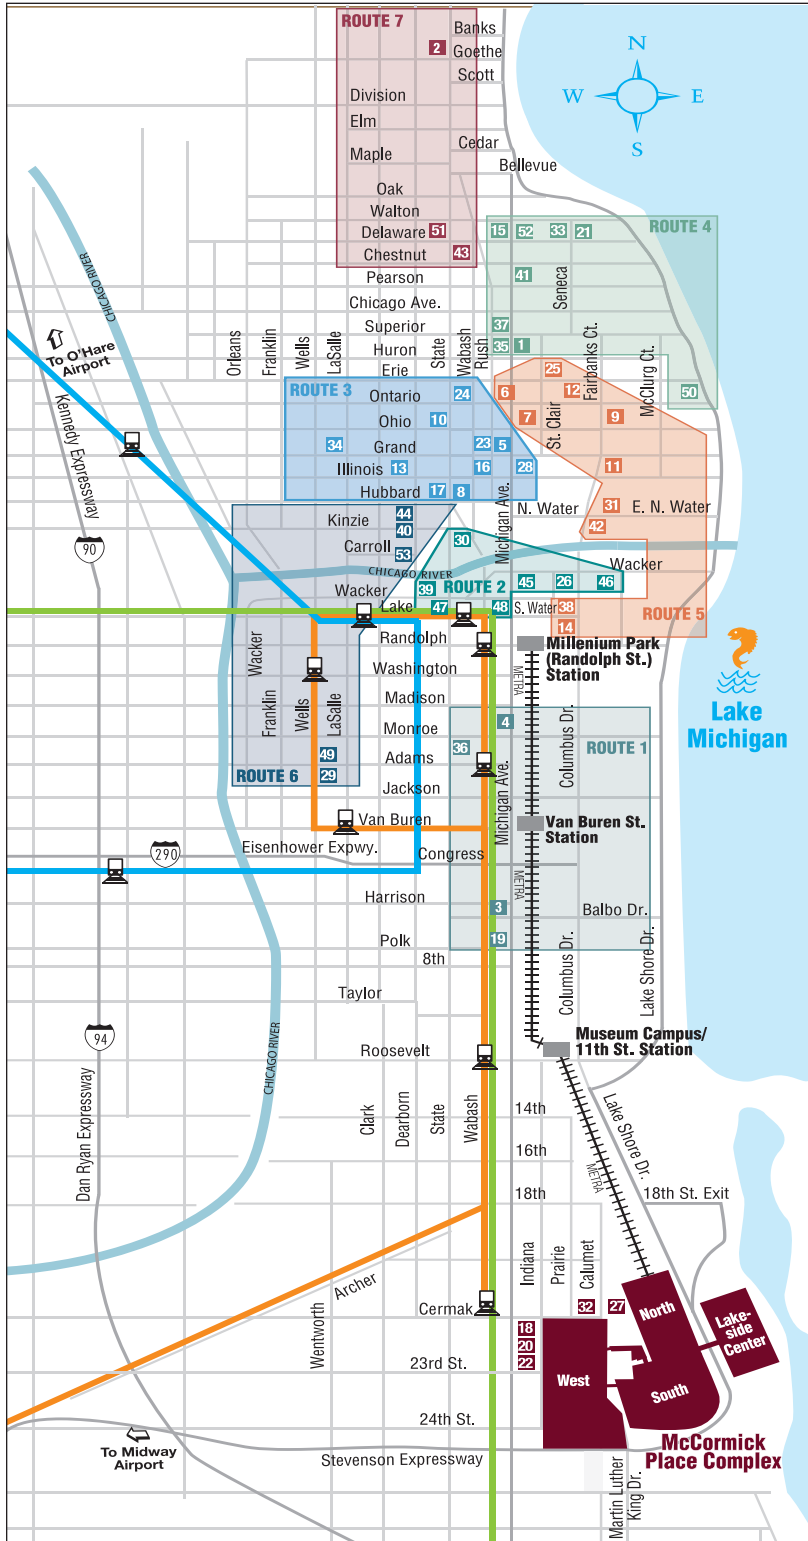 ROUTE 7
Banks
2
Goethe
Scott
N
W
E
S
Division
Elm
Cedar
Maple
Bellevue
Oak
Walton
Delaware
51
15
52
33
21
ROUTE 4
Chestnut
43
Pearson
41
Seneca
Chicago Ave.
CHICAGO RIVER
Superior
37
To O'Hare
Airport
Orleans
Franklin
Wells
LaSalle
State
Wabash
Rush
Huron
35
1
Fairbanks Ct.
McClurg Ct.
Erie
25
ROUTE 3
Ontario
24
6
12
50
Kennedy Expressway
Ohio
10
7
St. Clair
9
34
Grand
23
5
Illinois
13
16
28
11
Hubbard
17
8
Michigan Ave.
44
Kinzie
40
N. Water
31
E. N. Water
42
90
Carroll
53
30
CHICAGO RIVER
Wacker
Wacker
39
ROUTE 2
45
26
46
Lake
47
48
S. Water
38
ROUTE 5
14
Randolph
Millenium Park
(Randolph St.)
Station
Wacker
Washington
METRA
Madison
Lake
Michigan
Franklin
Wells
LaSalle
Monroe
4
Columbus Dr.
36
ROUTE 1
49
Adams
ROUTE 6
29
Jackson
Michigan Ave.
Van Buren
Van Buren St.
Station
Eisenhower Expwy.
290
Congress
METRA
Harrison
3
Balbo Dr.
Polk
19
8th
Columbus Dr.
Lake Shore Dr.
Taylor
CHICAGO RIVER
94
Roosevelt
Museum Campus/
11th St. Station
Dan Ryan Expressway
Clark
Dearborn
State
Wabash
14th
Lake Shore Dr.
16th
METRA
18th
18th St. Exit
Indiana
Prairie
Calumet
Archer
Cermak
32
27
North
Lake-
side
Center
Wentworth
18
20
23rd St.
22
West
South
24th St.
To Midway
Airport
McCormick
Place Complex
Stevenson Expressway
Martin Luther
King Dr.